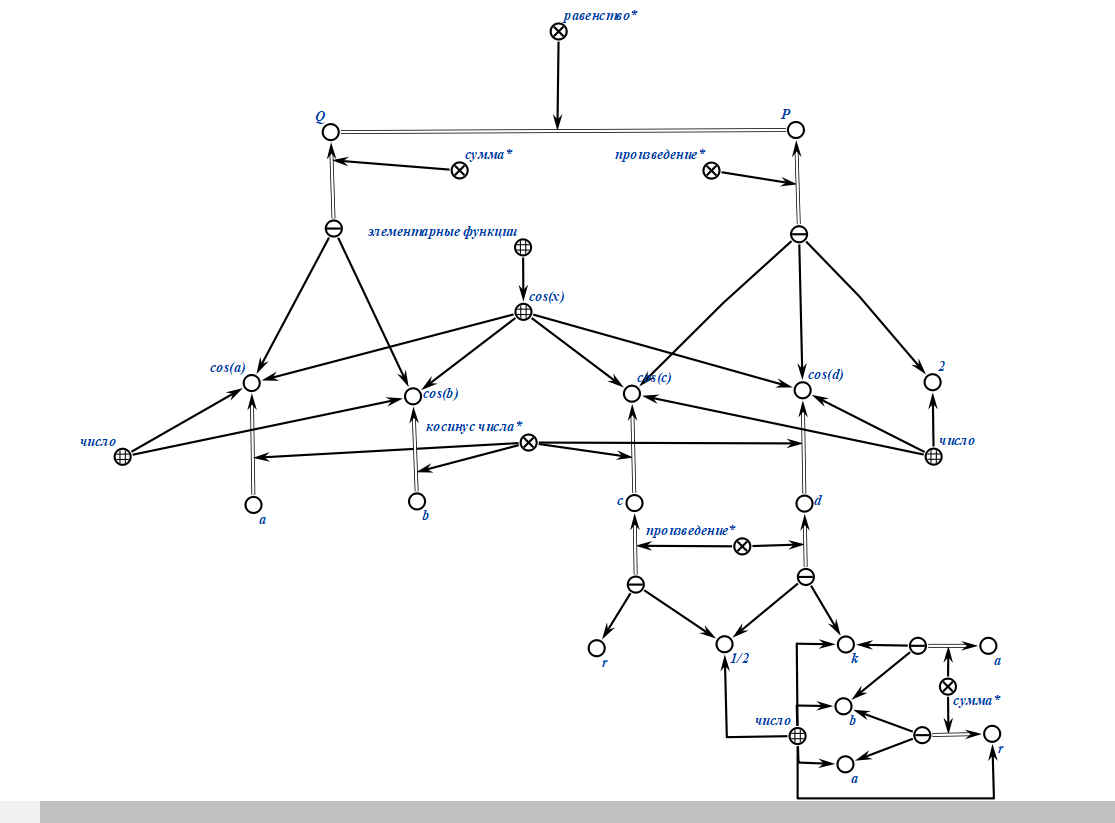 равенство*
Q
P
сумма*
произведение*
элементарные функции
cos(x)
cos(a)
cos(b)
cos(c)
cos(d)
2
число
косинус числа*
число
a
b
c
d
произведение*
r
1/2
k
a
сумма*
b
число
r
a